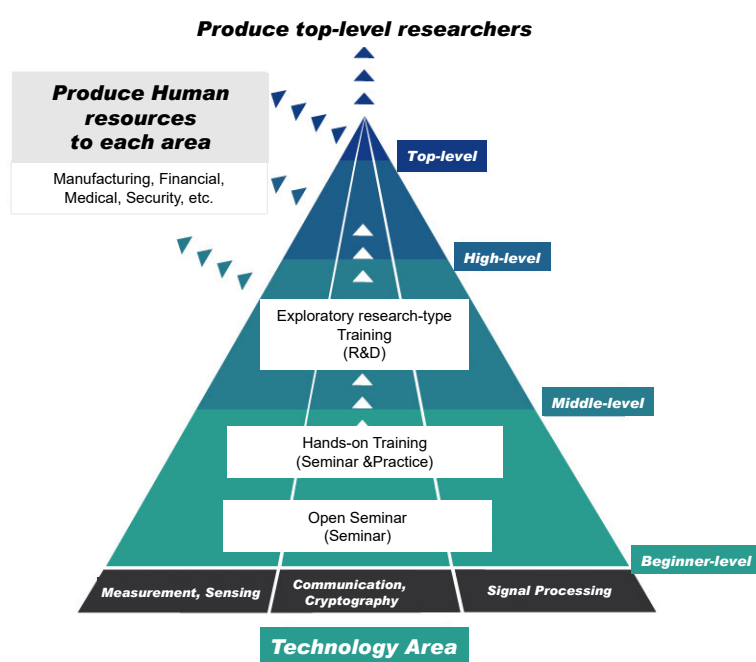 Produce top-level researchers
Produce Human
resources
to each area
Manufacturing, Financial,
Medical, Security, etc.
Top-level
High-level
Exploratory research-type
Training
(R&D)
Middle-level
Hands-on Training
(Seminar &Practice)
Open Seminar
(Seminar)
Beginner-level
Measurement, Sensing
Communication,
Cryptography
Signal Processing
Technology Area